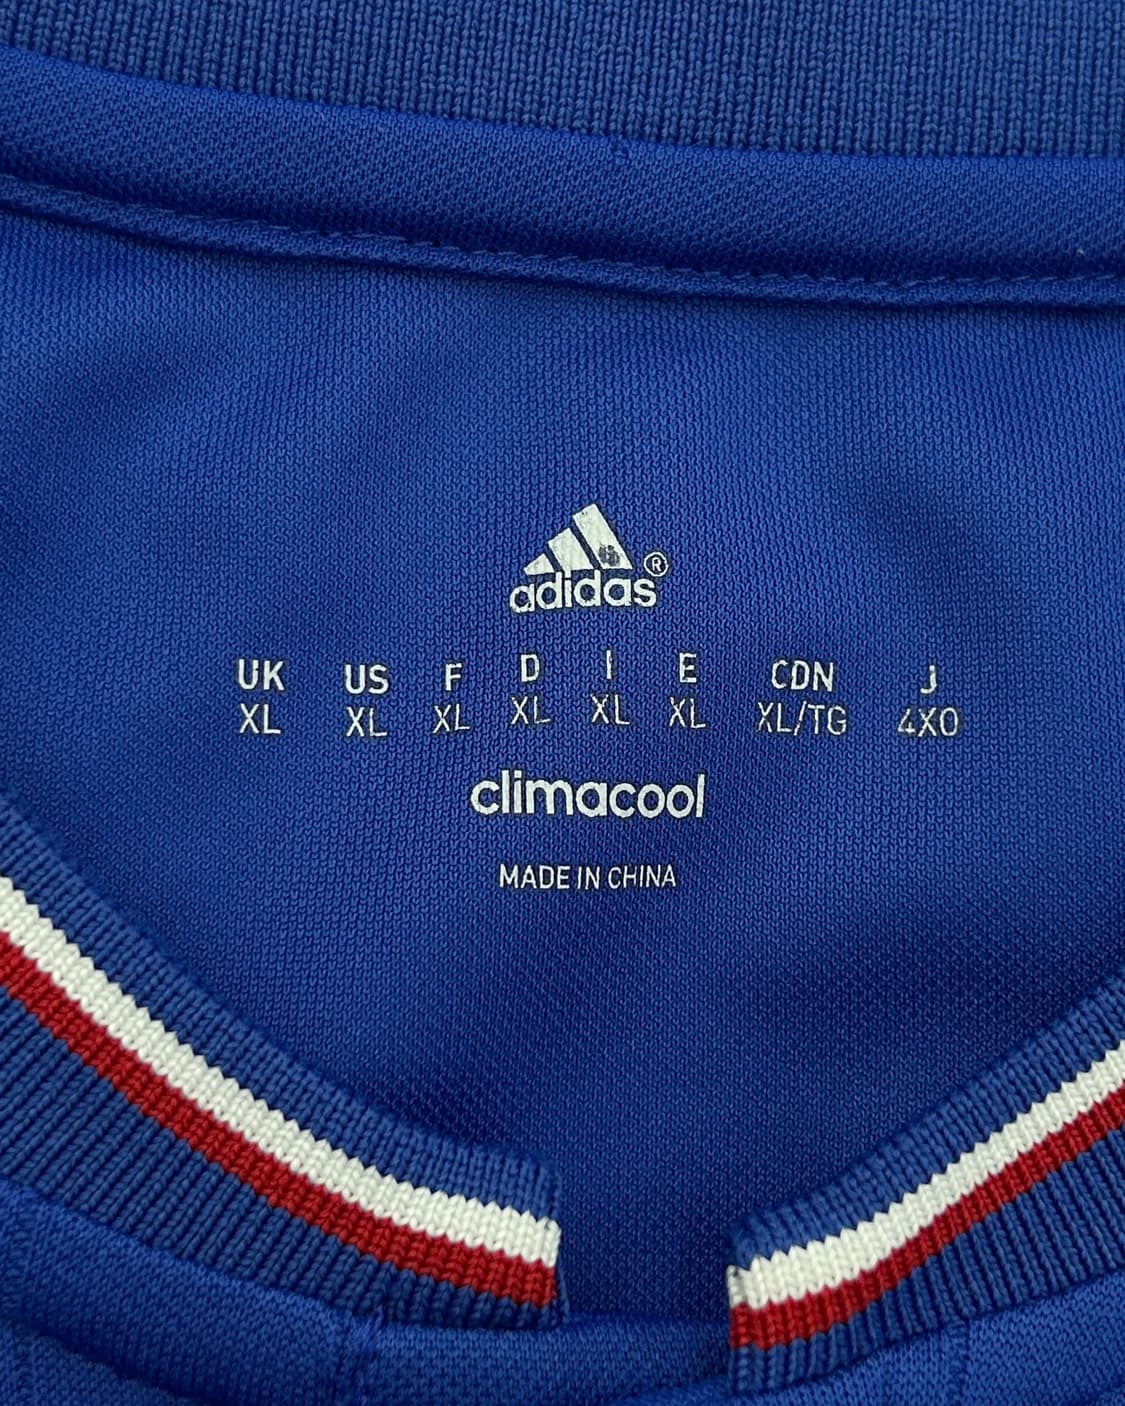 adidas®
UK US F D I E CDN J
XL XL XL XL XL XL XL/TG 4XO
climacool
MADE IN CHINA